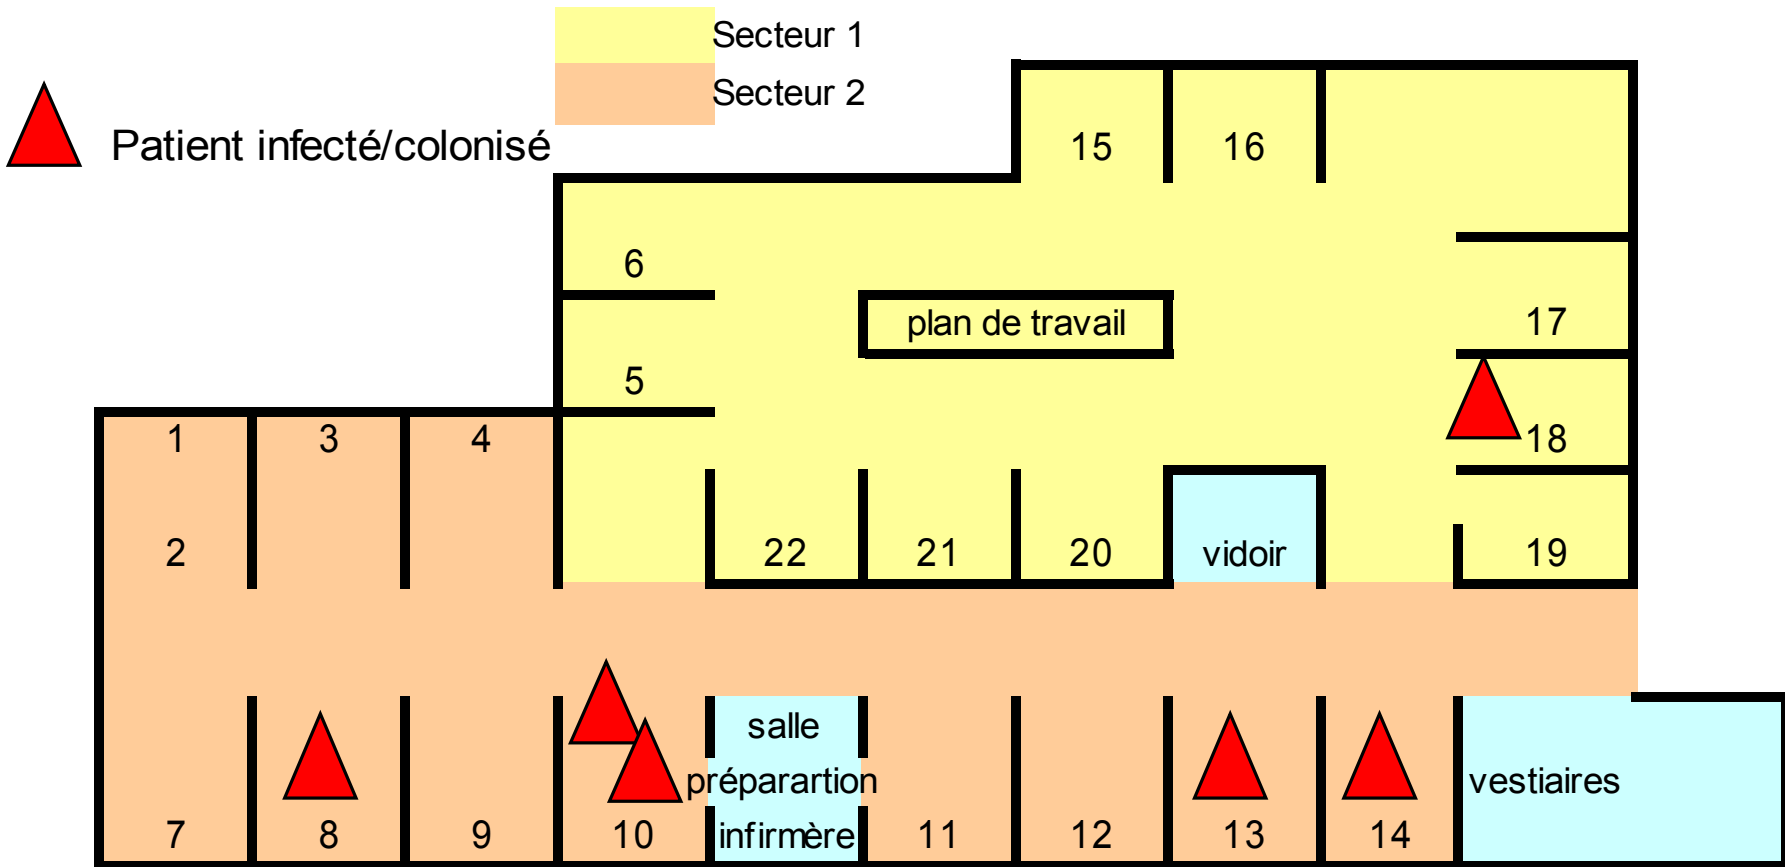 Secteur 1
Secteur 2
Patient infecté/colonisé
15 16
6
plan de travail 17
5
1 3 4 18
2 22 21 20 vidoir 19
salle
préparartion vestiaires
7 8 9 10 infirmère 11 12 13 14